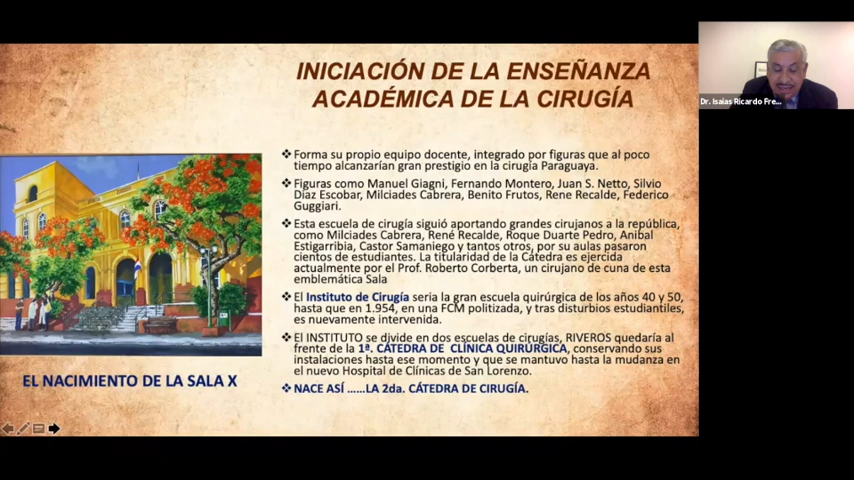 INICIACIÓN DE LA ENSEÑANZA
ACADÉMICA DE LA CIRUGÍA
Dr. Isaias Ricardo Fre...
Forma su propio equipo docente, integrado por figuras que al poco
tiempo alcanzarían gran prestigio en la cirugía Paraguaya.
Figuras como Manuel Giagni, Fernando Montero, Juan S. Netto, Silvio
Diaz Escobar, Milciades Cabrera, Benito Frutos, Rene Recalde, Federico
Guggiari.
Esta escuela de cirugía siguió aportando grandes cirujanos a la república,
como Milciades Cabrera, René Recalde, Roque Duarte Pedro, Anibal
Estigarribia, Castor Samaniego y tantos otros, por su aulas pasaron
cientos de estudiantes. La titularidad de la Cátedra es ejercida
actualmente por el Prof. Roberto Corberta, un cirujano de cuna de esta
emblemática Sala
El Instituto de Cirugía seria la gran escuela quirúrgica de los años 40 y 50,
hasta que en 1.954, en una FCM politizada, y tras disturbios estudiantiles,
es nuevamente intervenida.
El INSTITUTO se divide en dos escuelas de cirugías, RIVEROS quedaría al
frente de la 1ª. CÁTEDRA DE CLÍNICA QUIRÚRGICA, conservando sus
instalaciones hasta ese momento y que se mantuvo hasta la mudanza en
el nuevo Hospital de Clínicas de San Lorenzo.
NACE ASÍ ......LA 2da. CÁTEDRA DE CIRUGÍA.
EL NACIMIENTO DE LA SALA X